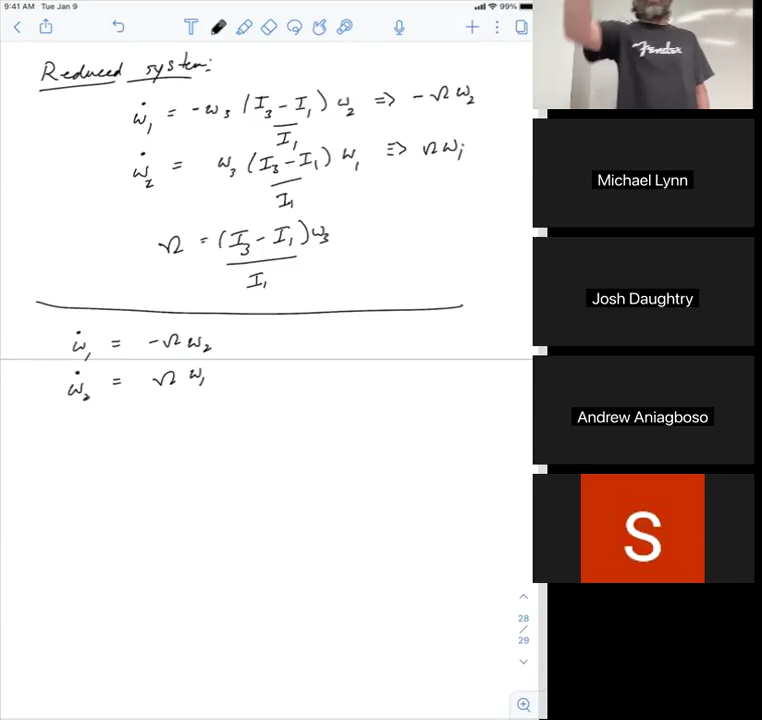 9:41 AM Tue Jan 9
99%
Reduced system:
ω̇₁ = -ω₃ (I₃ - I₁) ω₂ => - Ω ω₂
I₁
ω̇₂ = ω₃ (I₃ - I₁) ω₁ => Ω ω₁
I₁
Ω = (I₃ - I₁) ω₃
I₁
ω̇₁ = -Ω ω₂
ω̇₂ = Ω ω₁
28
/
29
Fender
Michael Lynn
Josh Daughtry
Andrew Aniagboso
S